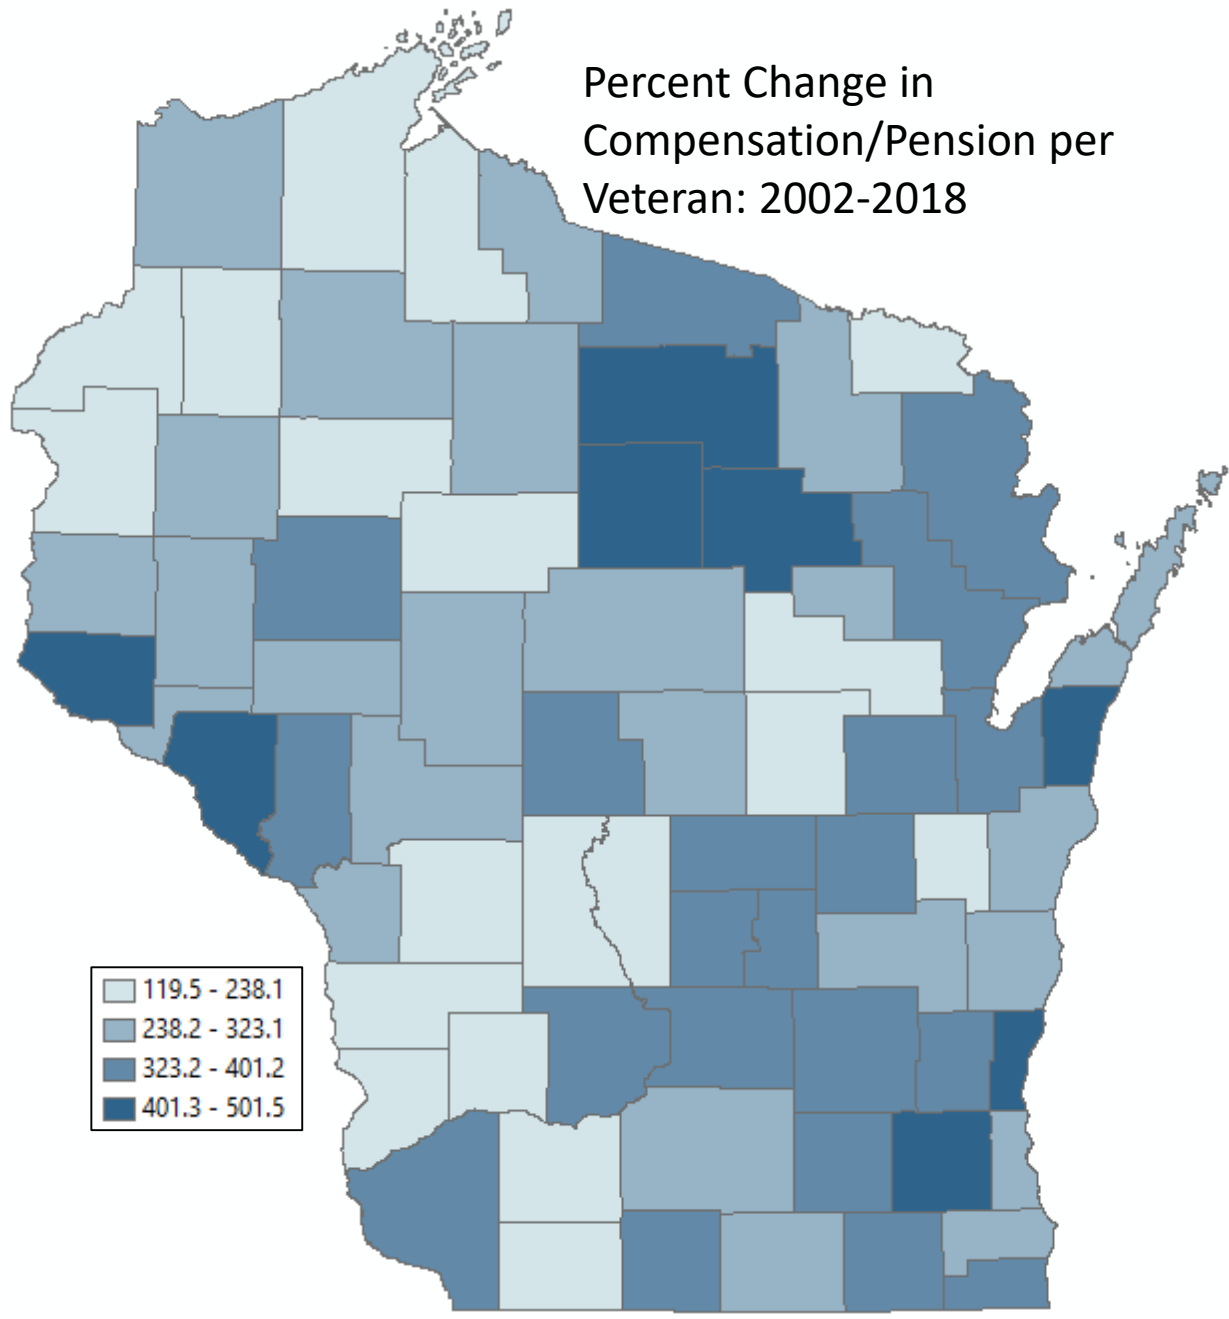 Percent Change in
Compensation/Pension per
Veteran: 2002-2018
119.5 - 238.1
238.2 - 323.1
323.2 - 401.2
401.3 - 501.5